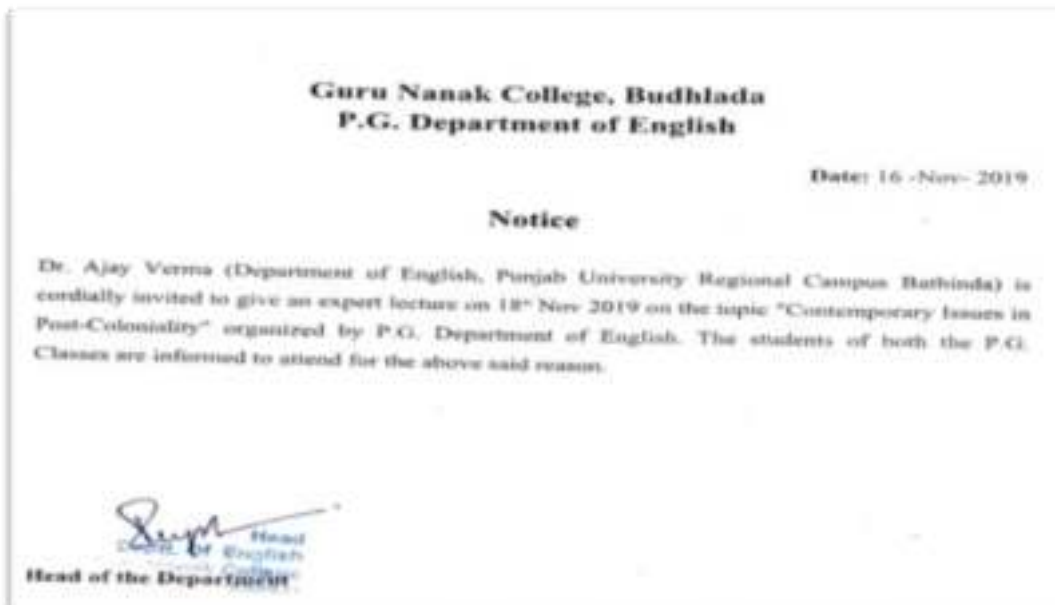 Guru Nanak College, Budhlada
P.G. Department of English
Date: 16 -Nov- 2019
Notice
Dr. Ajay Verma (Department of English, Punjab University Regional Campus Bathinda) is
cordially invited to give an expert lecture on 18th Nov 2019 on the topic "Contemporary Issues in
Post-Coloniality" organized by P.G. Department of English. The students of both the P.G.
Classes are informed to attend for the above said reason.
Head
of English
College
Head of the Department